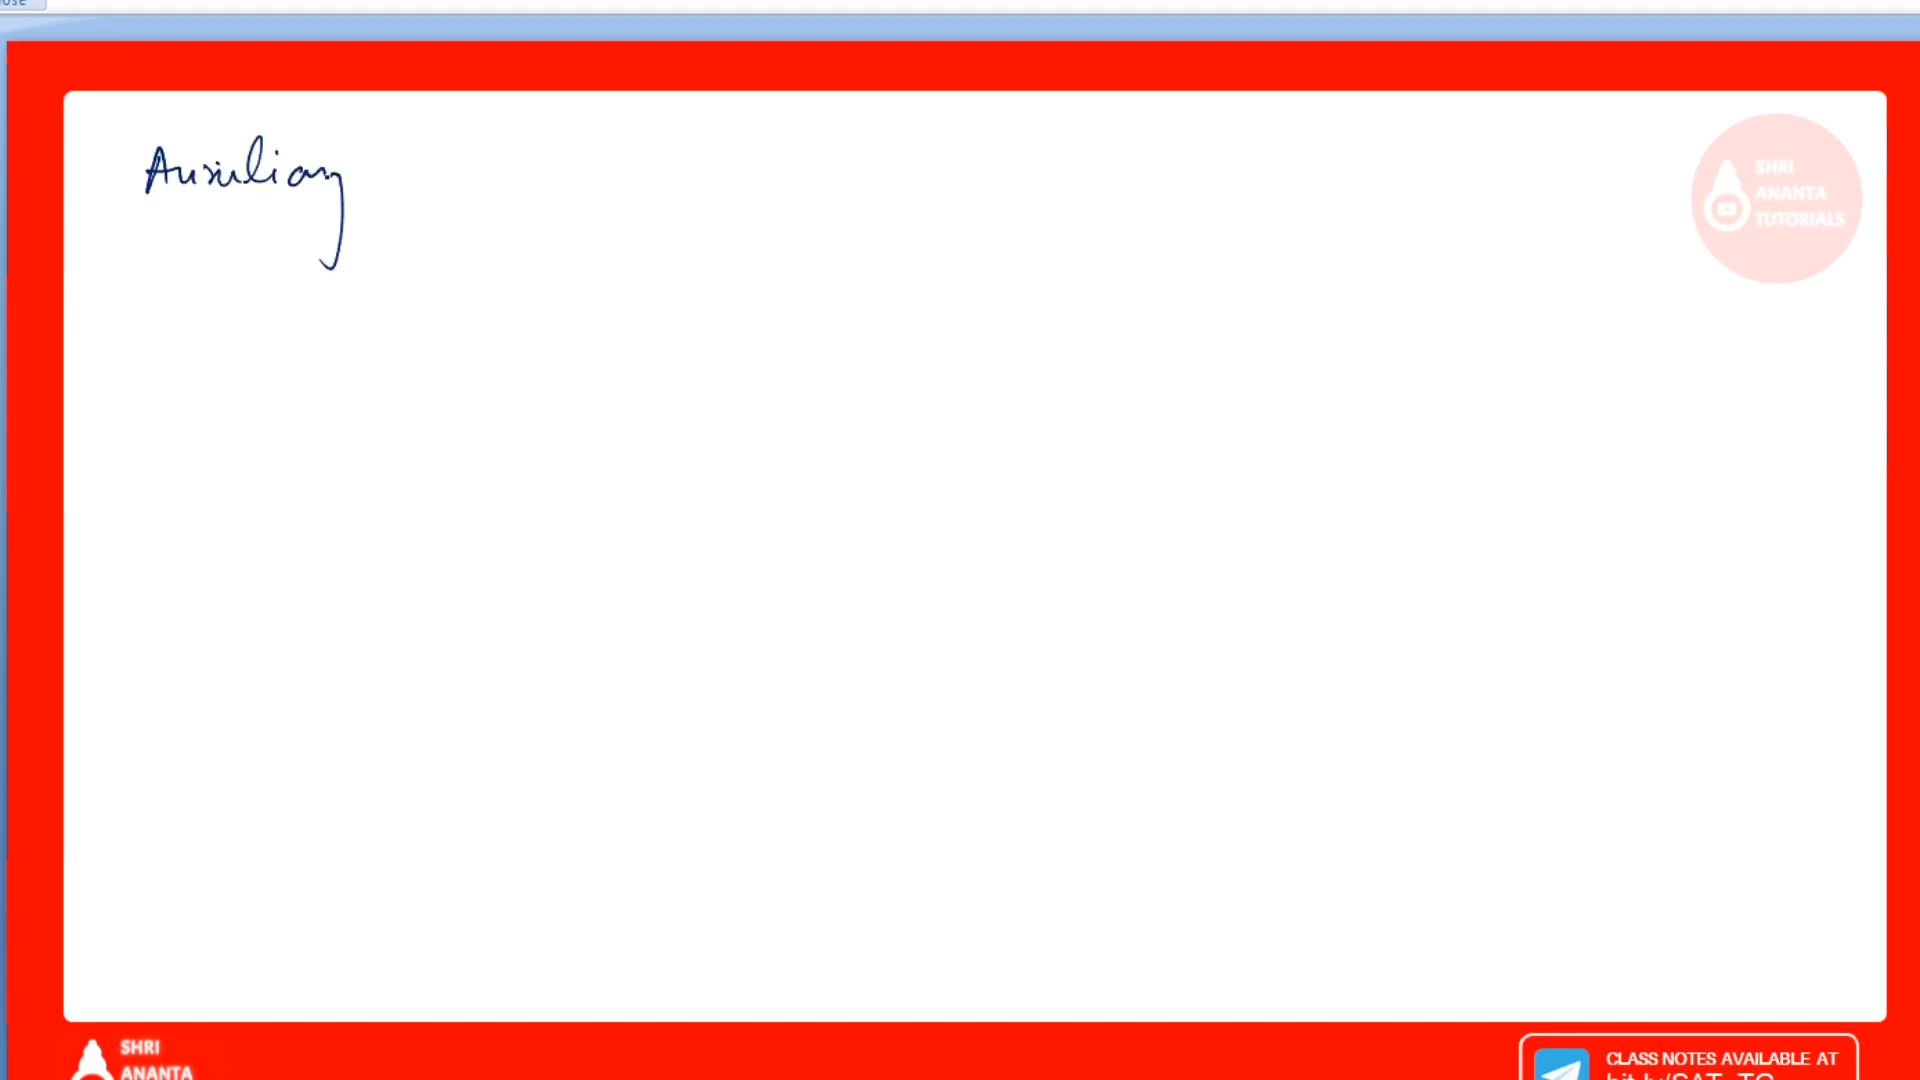 Auxiliary
SHRI
ANANTA
TUTORIALS
SHRI
ANANTA
CLASS NOTES AVAILABLE AT